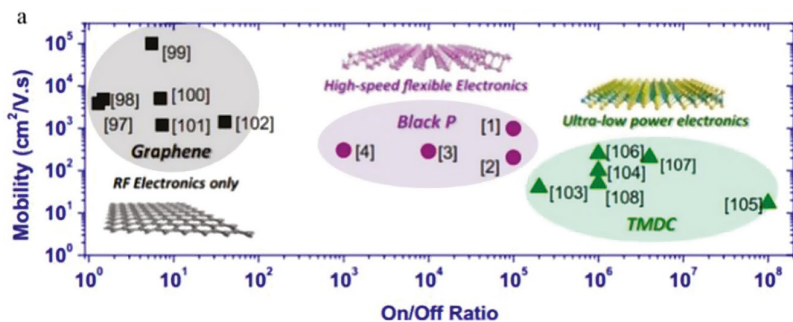 a
Mobility (cm²/V.s)
10⁵
10⁴
10³
10²
10¹
10⁰
[99]
[98]
[100]
[97]
[101]
[102]
Graphene
RF Electronics only
High-speed flexible Electronics
Black P
[1]
[4]
[3]
[2]
Ultra-low power electronics
[106]
[107]
[104]
[103]
[108]
[105]
TMDC
10⁰ 10¹ 10² 10³ 10⁴ 10⁵ 10⁶ 10⁷ 10⁸
On/Off Ratio